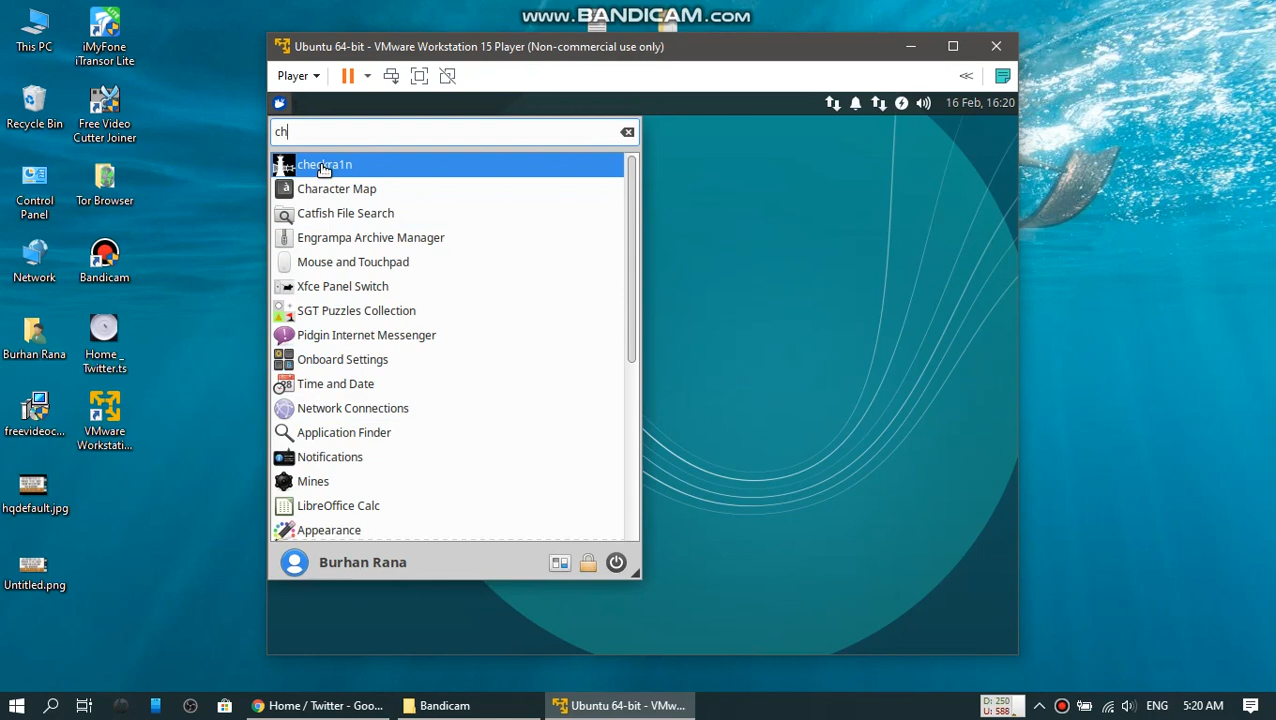 www.BANDICAM.com
This PC
iMyFone
iTransor Lite
Recycle Bin
Free Video
Cutter Joiner
Control
Panel
Tor Browser
Network
Bandicam
Burhan Rana
Home _
Twitter.ts
freevideoc...
VMware
Workstati...
hqdefault.jpg
Untitled.png
Ubuntu 64-bit - VMware Workstation 15 Player (Non-commercial use only)
Player
16 Feb, 16:20
ch
checkra1n
Character Map
Catfish File Search
Engrampa Archive Manager
Mouse and Touchpad
Xfce Panel Switch
SGT Puzzles Collection
Pidgin Internet Messenger
Onboard Settings
Time and Date
Network Connections
Application Finder
Notifications
Mines
LibreOffice Calc
Appearance
Burhan Rana
Home / Twitter - Goo...
Bandicam
Ubuntu 64-bit - VMw...
D: 250
U: 588
ENG
5:20 AM